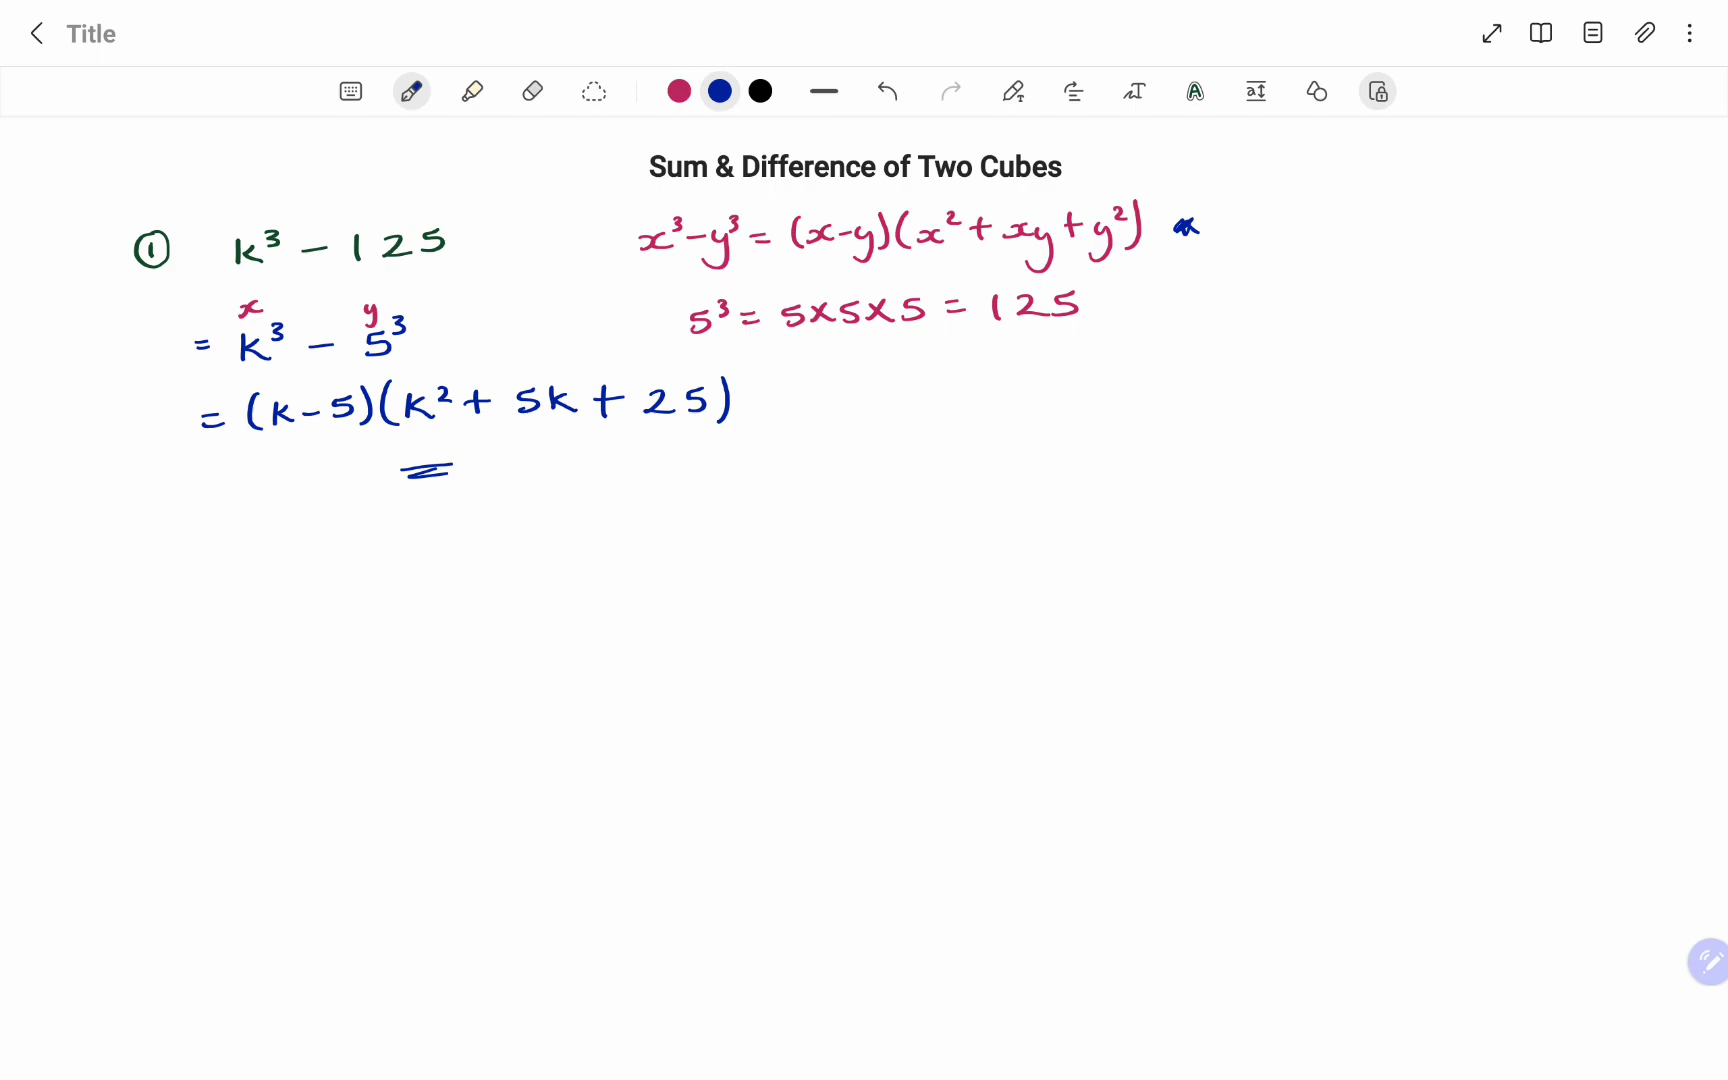 Title
Sum & Difference of Two Cubes
① k³ - 125
x³ - y³ = (x - y)(x² + xy + y²) *
x y
= k³ - 5³
5³ = 5 × 5 × 5 = 125
= (k - 5)(k² + 5k + 25)